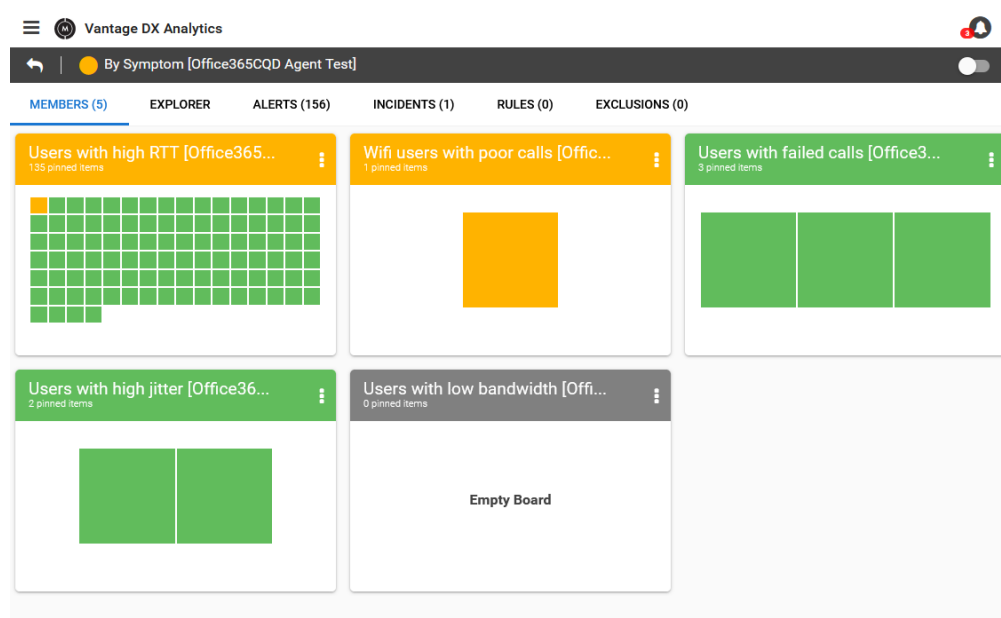 Vantage DX Analytics
3
By Symptom [Office365CQD Agent Test]
MEMBERS (5) EXPLORER ALERTS (156) INCIDENTS (1) RULES (0) EXCLUSIONS (0)
Users with high RTT [Office365...
135 pinned items
Wifi users with poor calls [Offic...
1 pinned items
Users with failed calls [Office3...
3 pinned items
Users with high jitter [Office36...
2 pinned items
Users with low bandwidth [Offi...
0 pinned items
Empty Board